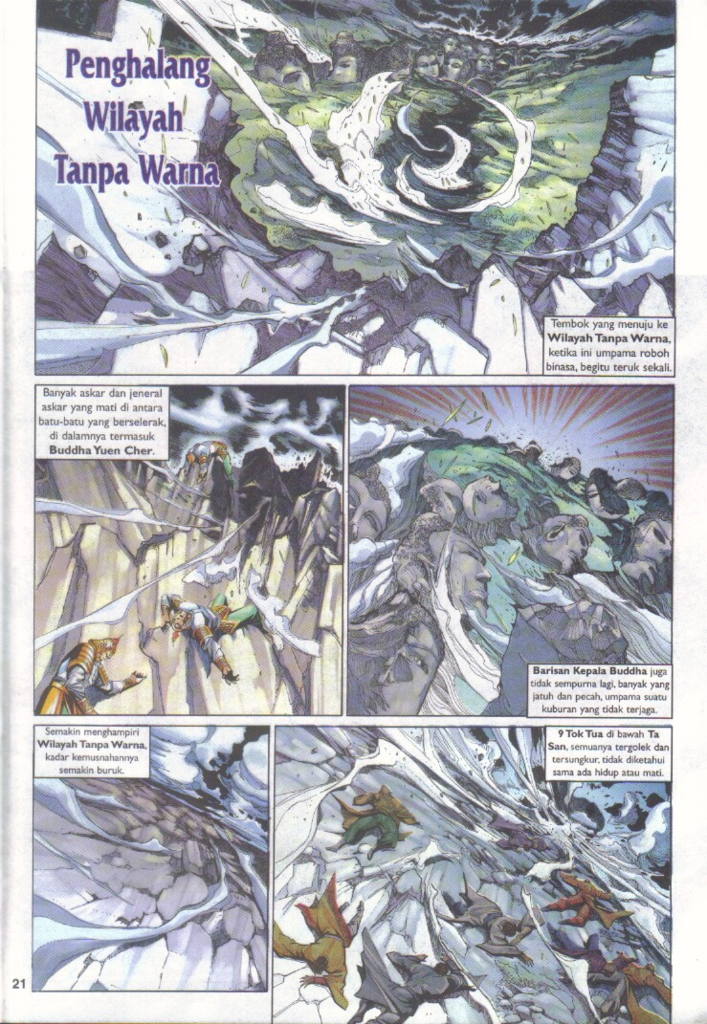 Penghalang
Wilayah
Tanpa Warna
Tembok yang menuju ke
Wilayah Tanpa Warna,
ketika ini umpama roboh
binasa, begitu teruk sekali.
Banyak askar dan jeneral
askar yang mati di antara
batu-batu yang berselerak,
di dalamnya termasuk
Buddha Yuen Cher.
Barisan Kepala Buddha juga
tidak sempurna lagi, banyak yang
jatuh dan pecah, umpama suatu
kuburan yang tidak terjaga.
Semakin menghampiri
Wilayah Tanpa Warna,
kadar kemusnahannya
semakin buruk.
9 Tok Tua di bawah Ta
San, semuanya tergolek dan
tersungkur, tidak diketahui
sama ada hidup atau mati.
21